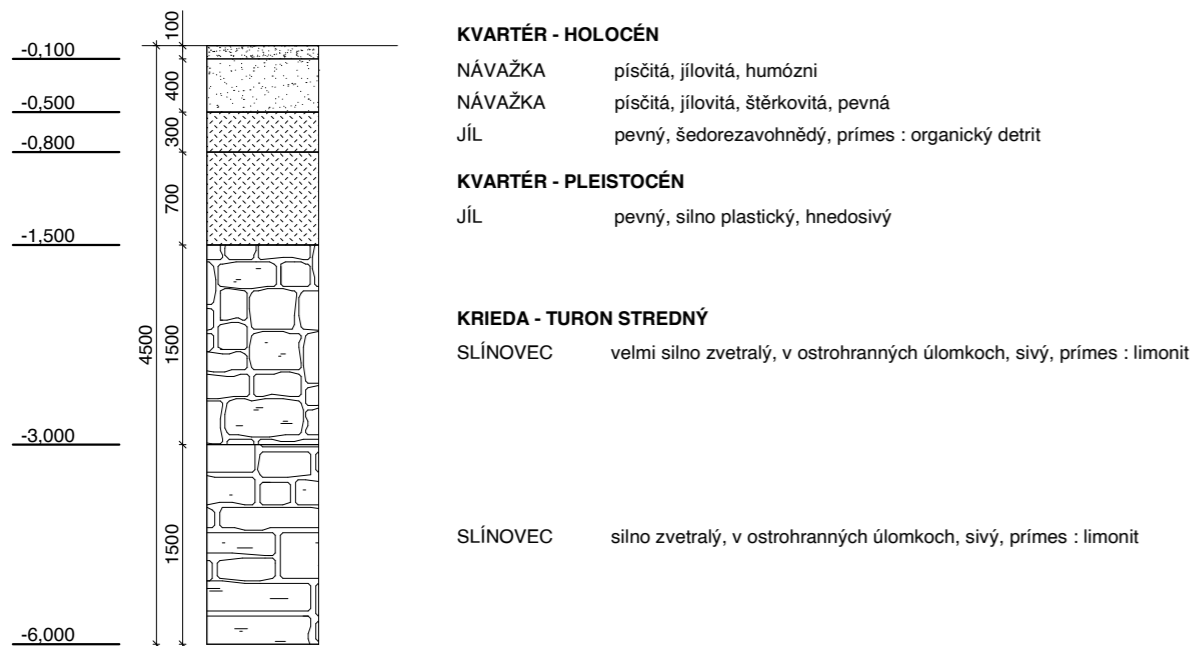 KVARTÉR - HOLOCÉN
NÁVAŽKA písčitá, jílovitá, humózni
NÁVAŽKA písčitá, jílovitá, štěrkovitá, pevná
JÍL pevný, šedorezavohnědý, prímes : organický detrit
KVARTÉR - PLEISTOCÉN
JÍL pevný, silno plastický, hnedosivý
KRIEDA - TURON STREDNÝ
SLÍNOVEC velmi silno zvetralý, v ostrohranných úlomkoch, sivý, prímes : limonit
SLÍNOVEC silno zvetralý, v ostrohranných úlomkoch, sivý, prímes : limonit
-0,100
-0,500
-0,800
-1,500
-3,000
-6,000
4500
100
400
300
700
1500
1500